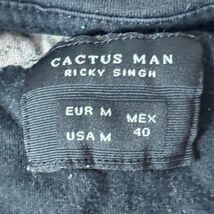 CACTUS MAN
RICKY SINGH
EUR M MEX
USA M 40